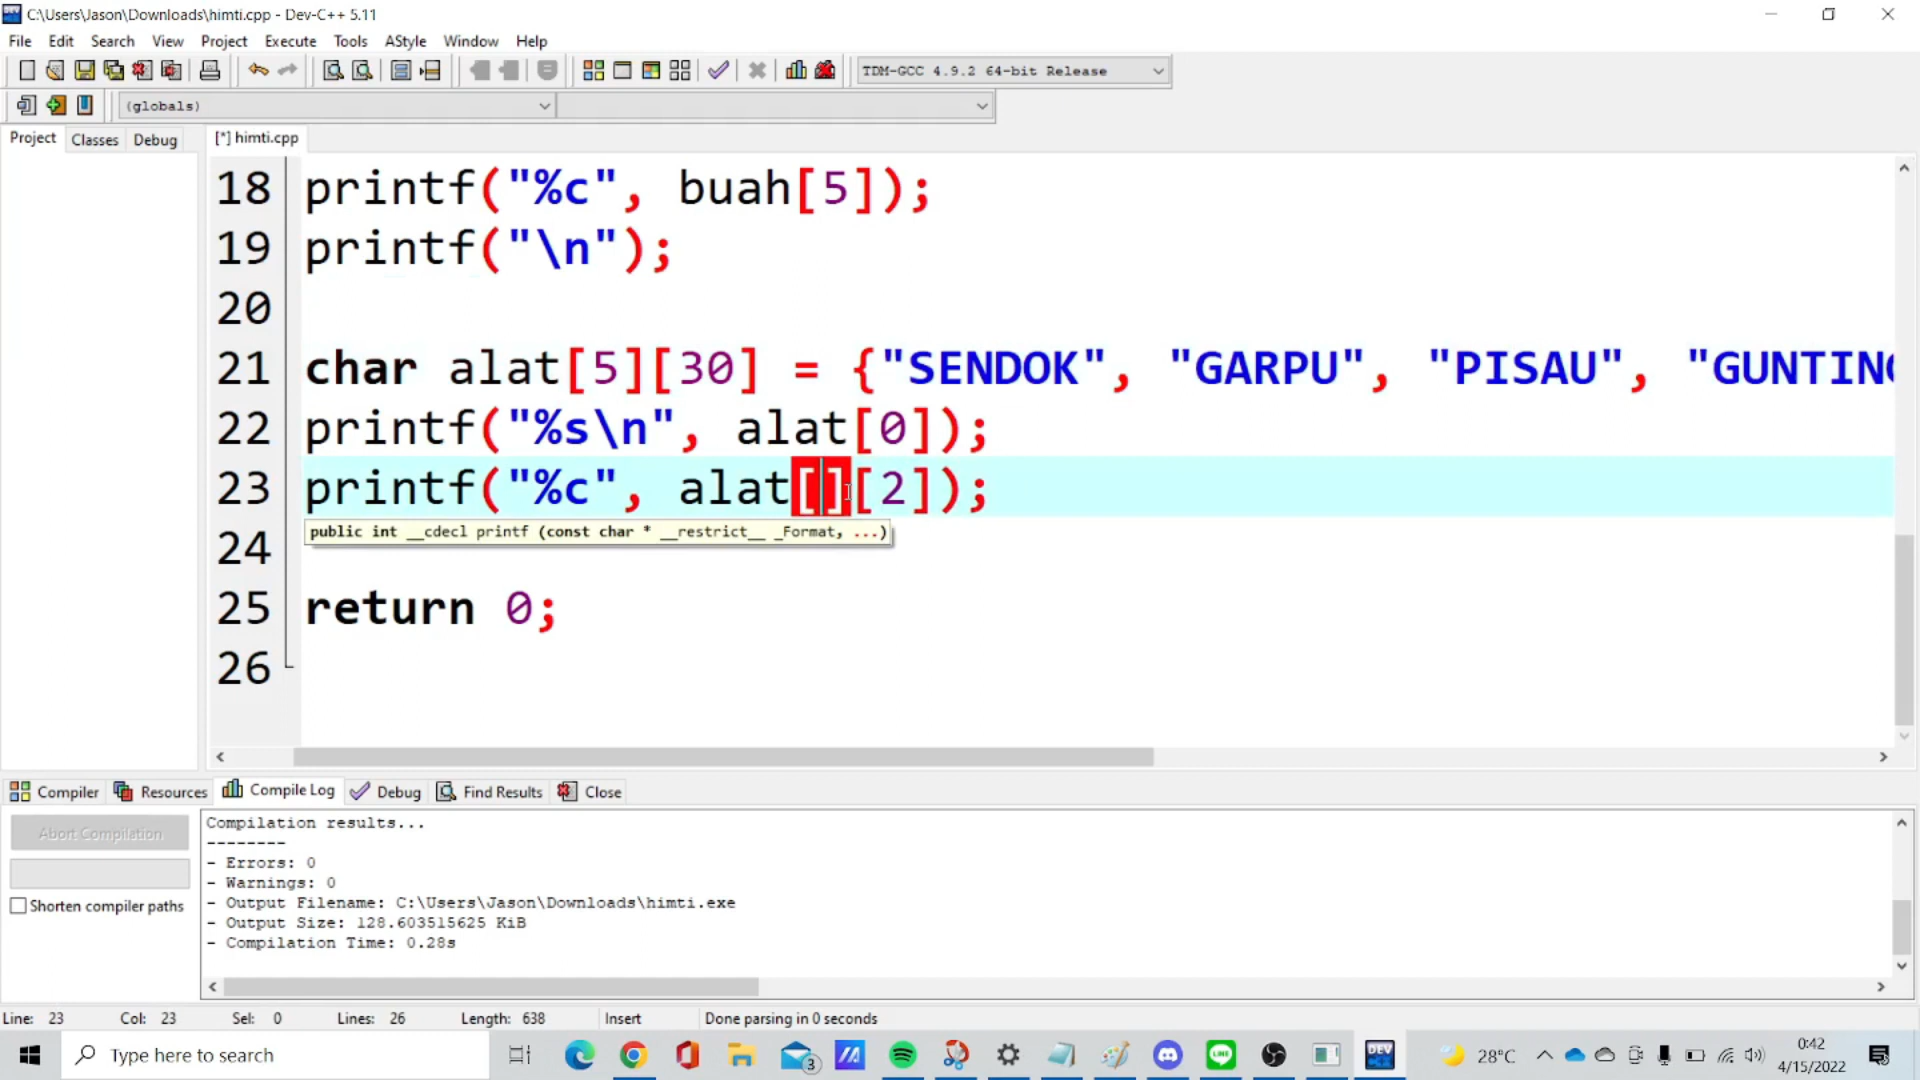 C:\Users\Jason\Downloads\himti.cpp - Dev-C++ 5.11
File Edit Search View Project Execute Tools AStyle Window Help
TDM-GCC 4.9.2 64-bit Release
(globals)
Project Classes Debug [*] himti.cpp
18 printf("%c", buah[5]);
19 printf("\n");
20
21 char alat[5][30] = {"SENDOK", "GARPU", "PISAU", "GUNTING
22 printf("%s\n", alat[0]);
23 printf("%c", alat[][2]);
public int __cdecl printf (const char * __restrict__ _Format, ...)
24
25 return 0;
26
Compiler Resources Compile Log Debug Find Results Close
Abort Compilation
Shorten compiler paths
Compilation results...
--------
- Errors: 0
- Warnings: 0
- Output Filename: C:\Users\Jason\Downloads\himti.exe
- Output Size: 128.603515625 KiB
- Compilation Time: 0.28s
Line: 23 Col: 23 Sel: 0 Lines: 26 Length: 638 Insert Done parsing in 0 seconds
Type here to search
3
LINE
DEV
28°C
0:42
4/15/2022